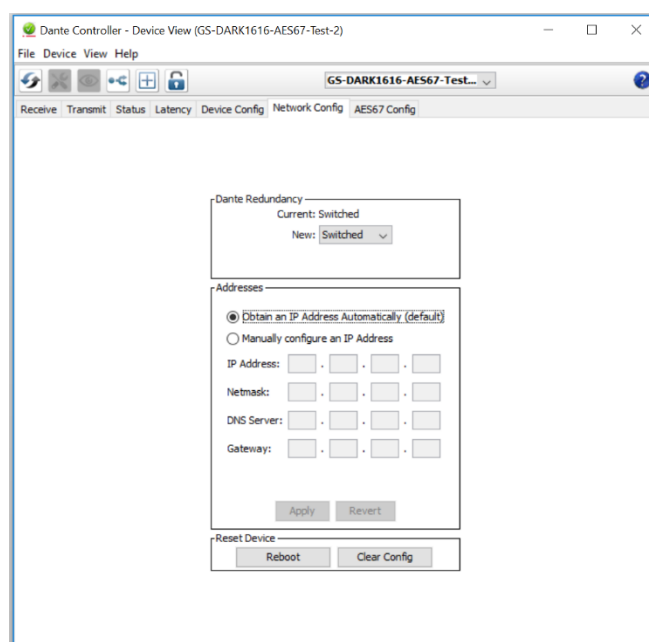 Dante Controller - Device View (GS-DARK1616-AES67-Test-2)
File Device View Help
GS-DARK1616-AES67-Test...
?
Receive Transmit Status Latency Device Config Network Config AES67 Config
Dante Redundancy
Current: Switched
New: Switched
Addresses
Obtain an IP Address Automatically (default)
Manually configure an IP Address
IP Address: . . .
Netmask: . . .
DNS Server: . . .
Gateway: . . .
Apply Revert
Reset Device
Reboot Clear Config